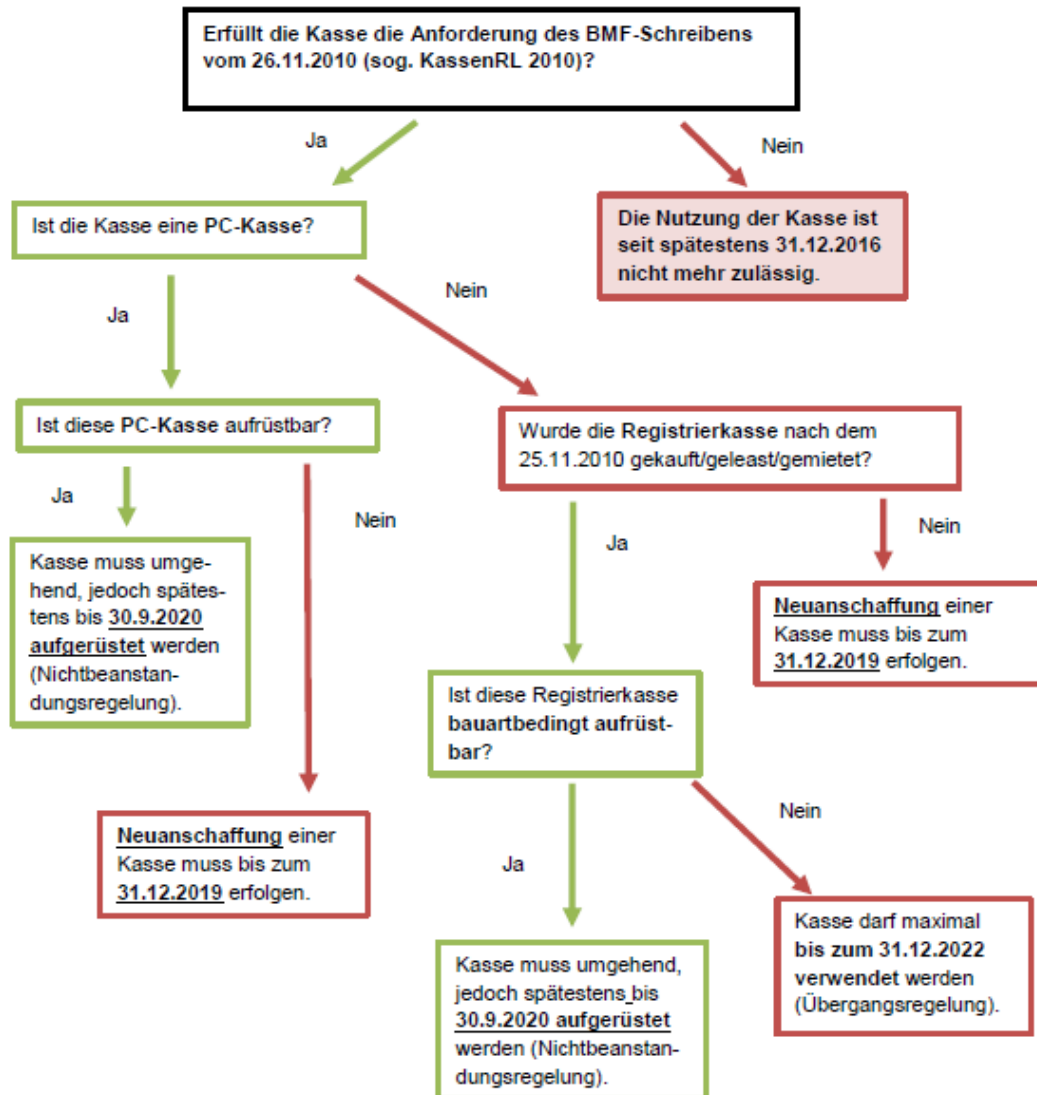 Erfüllt die Kasse die Anforderung des BMF-Schreibens
vom 26.11.2010 (sog. KassenRL 2010)?
Ja
Nein
Ist die Kasse eine PC-Kasse?
Die Nutzung der Kasse ist
seit spätestens 31.12.2016
nicht mehr zulässig.
Ja
Nein
Ist diese PC-Kasse aufrüstbar?
Wurde die Registrierkasse nach dem
25.11.2010 gekauft/geleast/gemietet?
Ja
Nein
Ja
Nein
Kasse muss umge-
hend, jedoch spätes-
tens bis 30.9.2020
aufgerüstet werden
(Nichtbeanstan-
dungsregelung).
Neuanschaffung einer
Kasse muss bis zum
31.12.2019 erfolgen.
Ist diese Registrierkasse
bauartbedingt aufrüst-
bar?
Neuanschaffung einer
Kasse muss bis zum
31.12.2019 erfolgen.
Ja
Nein
Kasse muss umgehend,
jedoch spätestens bis
30.9.2020 aufgerüstet
werden (Nichtbeanstan-
dungsregelung).
Kasse darf maximal
bis zum 31.12.2022
verwendet werden
(Übergangsregelung).